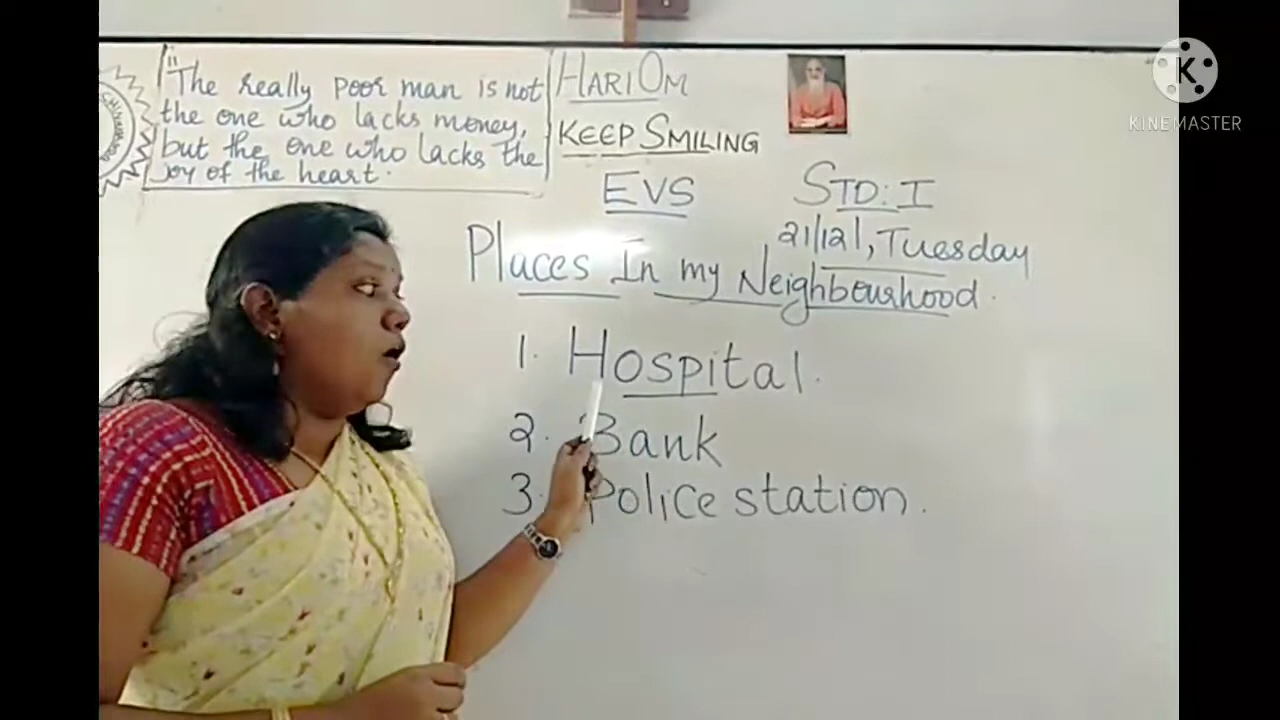 "The really poor man is not
the one who lacks money,
but the one who lacks the
joy of the heart.
HARI OM
KEEP SMILING
EVS
STD: I
21/12/, Tuesday
Places In my Neighbourhood.
1. Hospital.
2. Bank
3. Police station.
K
KINEMASTER